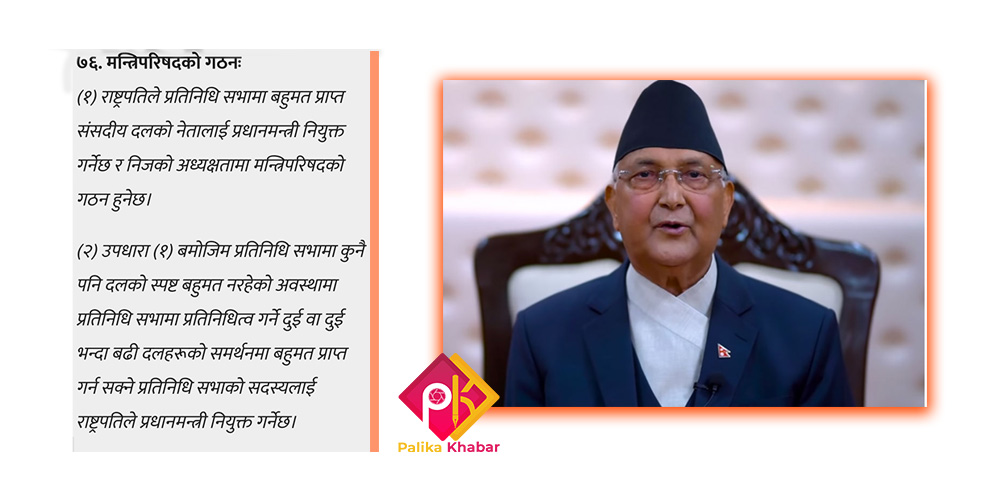 ७६. मन्त्रिपरिषदको गठनः
(१) राष्ट्रपतिले प्रतिनिधि सभामा बहुमत प्राप्त
संसदीय दलको नेतालाई प्रधानमन्त्री नियुक्त
गर्नेछ र निजको अध्यक्षतामा मन्त्रिपरिषदको
गठन हुनेछ।
(२) उपधारा (१) बमोजिम प्रतिनिधि सभामा कुनै
पनि दलको स्पष्ट बहुमत नरहेको अवस्थामा
प्रतिनिधि सभामा प्रतिनिधित्व गर्ने दुई वा दुई
भन्दा बढी दलहरूको समर्थनमा बहुमत प्राप्त
गर्न सक्ने प्रतिनिधि सभाको सदस्यलाई
राष्ट्रपतिले प्रधानमन्त्री नियुक्त गर्नेछ।
PK
Palika Khabar